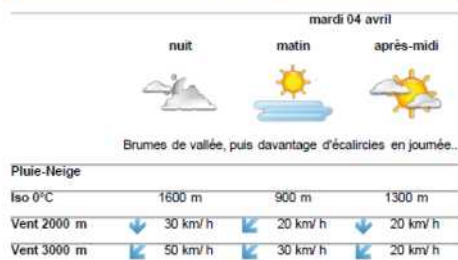 mardi 04 avril
nuit matin après-midi
Brumes de vallée, puis davantage d'écalircies en journée..
Pluie-Neige
Iso 0°C 1600 m 900 m 1300 m
Vent 2000 m 30 km/h 20 km/h 20 km/h
Vent 3000 m 50 km/h 30 km/h 20 km/h